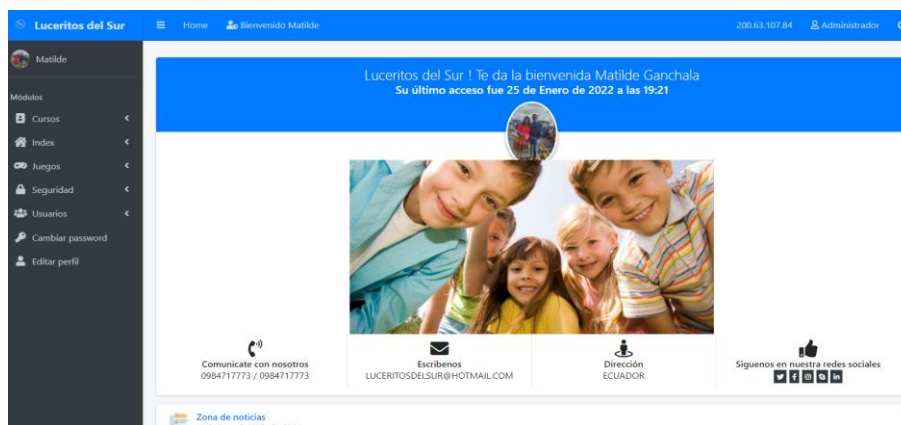 Luceritos del Sur
Home
Bienvenido Matilde
200.63.107.84
Administrador
Matilde
Módulos
Cursos
Index
Juegos
Seguridad
Usuarios
Cambiar password
Editar perfil
Luceritos del Sur ! Te da la bienvenida Matilde Ganchala
Su último acceso fue 25 de Enero de 2022 a las 19:21
Comunicate con nosotros
0984717773 / 0984717773
Escribenos
LUCERITOSDELSUR@HOTMAIL.COM
Dirección
ECUADOR
Siguenos en nuestra redes sociales
Zona de noticias